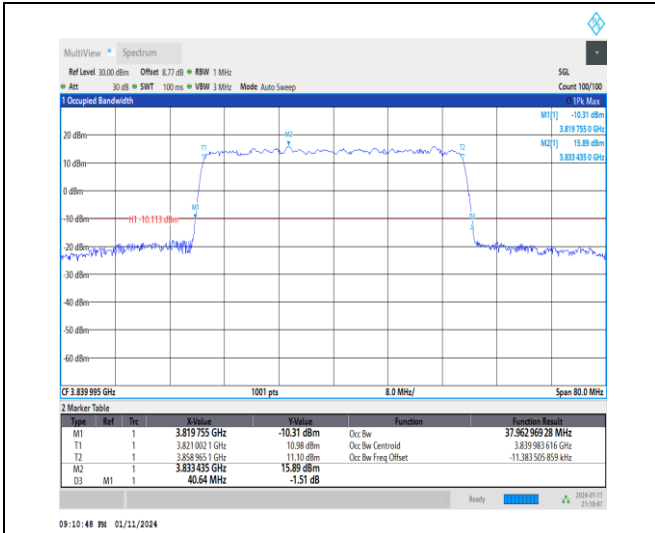 MultiView Spectrum
Ref Level 30.00 dBm Offset 8.77 dB RBW 1 MHz SGL
Att 30 dB SWT 100 ms VBW 3 MHz Mode Auto Sweep Count 100/100
1 Occupied Bandwidth 1Pk Max
M1[1] -10.31 dBm
3.819 755 0 GHz
M2[1] 15.89 dBm
3.833 435 0 GHz
20 dBm
M2
T1
T2
10 dBm
0 dBm
M1
-10 dBm
H1 -10.113 dBm
-20 dBm
-30 dBm
-40 dBm
-50 dBm
-60 dBm
CF 3.839 995 GHz 1001 pts 8.0 MHz/ Span 80.0 MHz
2 Marker Table
Type Ref Trc X-Value Y-Value Function Function Result
M1 1 3.819 755 GHz -10.31 dBm Occ Bw 37.962 969 28 MHz
T1 1 3.821 002 1 GHz 10.98 dBm Occ Bw Centroid 3.839 983 616 GHz
T2 1 3.858 965 1 GHz 11.10 dBm Occ Bw Freq Offset -11.383 505 859 kHz
M2 1 3.833 435 GHz 15.89 dBm
D3 M1 1 40.64 MHz -1.51 dB
Ready 2024-01-11
21:10:47
09:10:48 PM 01/11/2024